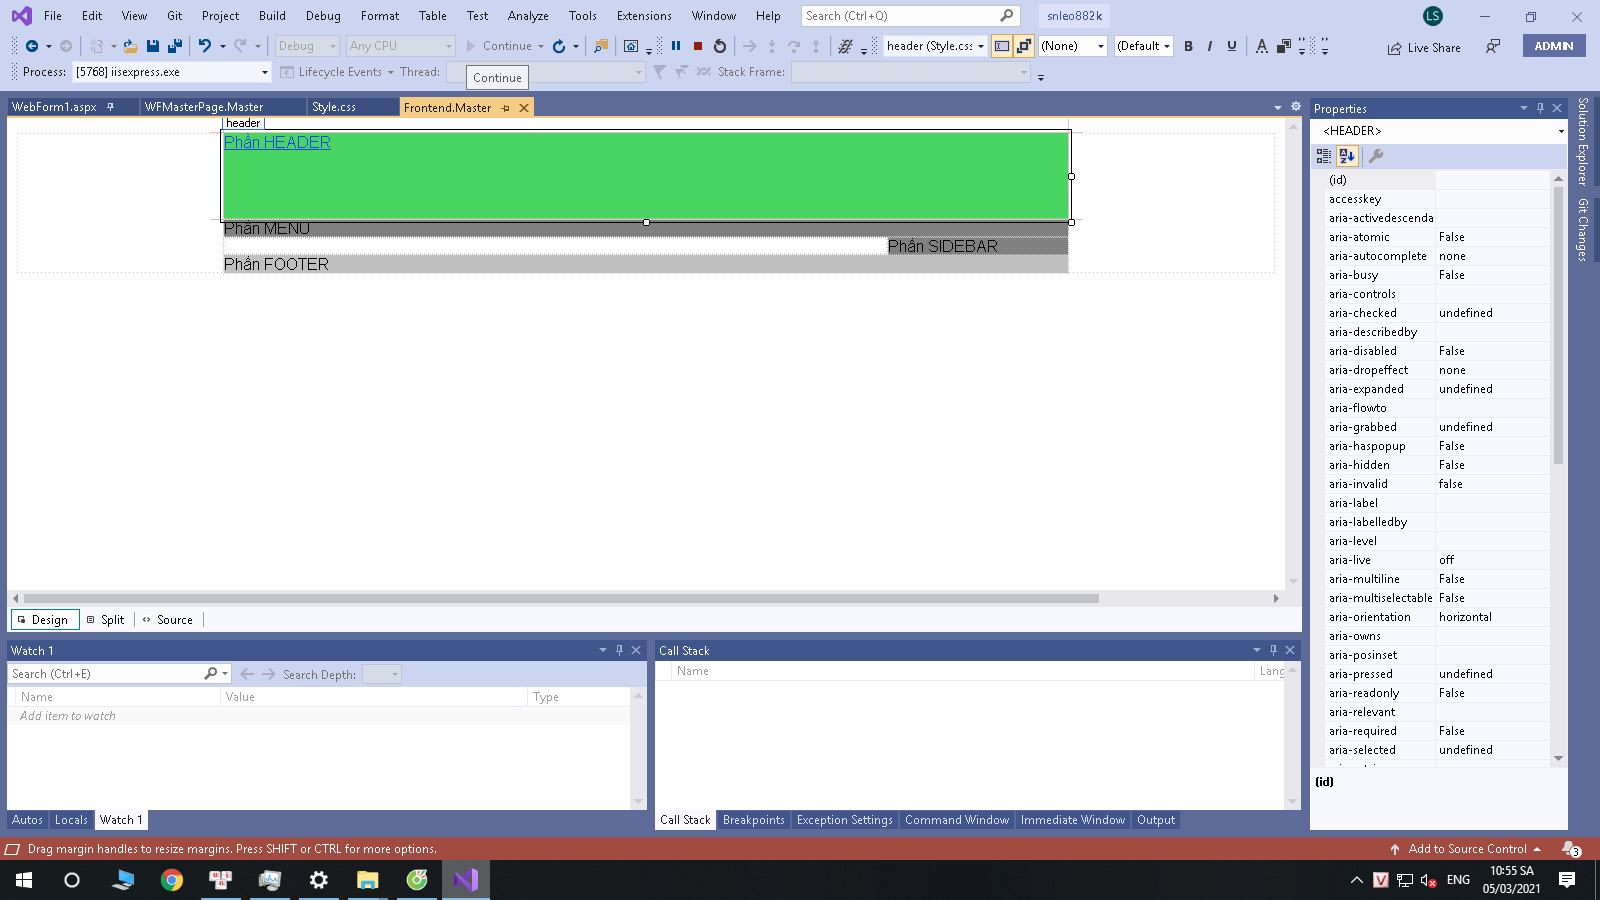 File Edit View Git Project Build Debug Format Table Test Analyze Tools Extensions Window Help Search (Ctrl+Q) snleo882k LS
Debug Any CPU Continue header (Style.css (None) (Default B I U A Live Share ADMIN
Process: [5768] iisexpress.exe Lifecycle Events Thread: Stack Frame:
Continue
WebForm1.aspx WFMasterPage.Master Style.css Frontend.Master
header
Phần HEADER
Phần MENU
Phần SIDEBAR
Phần FOOTER
Design Split Source
Properties
<HEADER>
(id)
accesskey
aria-activedescenda
aria-atomic False
aria-autocomplete none
aria-busy False
aria-controls
aria-checked undefined
aria-describedby
aria-disabled False
aria-dropeffect none
aria-expanded undefined
aria-flowto
aria-grabbed undefined
aria-haspopup False
aria-hidden False
aria-invalid false
aria-label
aria-labelledby
aria-level
aria-live off
aria-multiline False
aria-multiselectable False
aria-orientation horizontal
aria-owns
aria-posinset
aria-pressed undefined
aria-readonly False
aria-relevant
aria-required False
aria-selected undefined
(id)
Solution Explorer
Git Changes
Watch 1
Search (Ctrl+E) Search Depth:
Name Value Type
Add item to watch
Autos Locals Watch 1
Call Stack
Name Lang
Call Stack Breakpoints Exception Settings Command Window Immediate Window Output
Drag margin handles to resize margins. Press SHIFT or CTRL for more options. Add to Source Control 3
V ENG 10:55 SA
05/03/2021